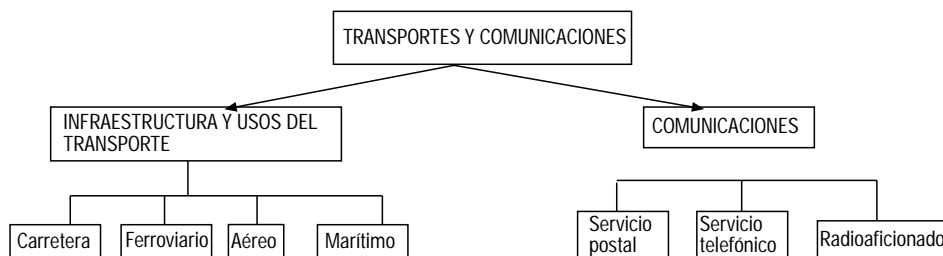 TRANSPORTES Y COMUNICACIONES
INFRAESTRUCTURA Y USOS DEL
TRANSPORTE
COMUNICACIONES
Carretera
Ferroviario
Aéreo
Marítimo
Servicio
postal
Servicio
telefónico
Radioaficionado